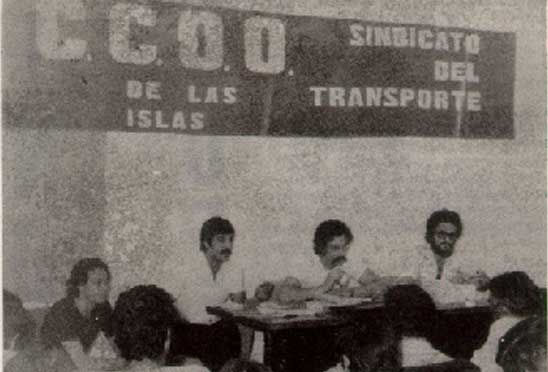 C.C.O.O. SINDICATO
DEL
DE LAS TRANSPORTE
ISLAS